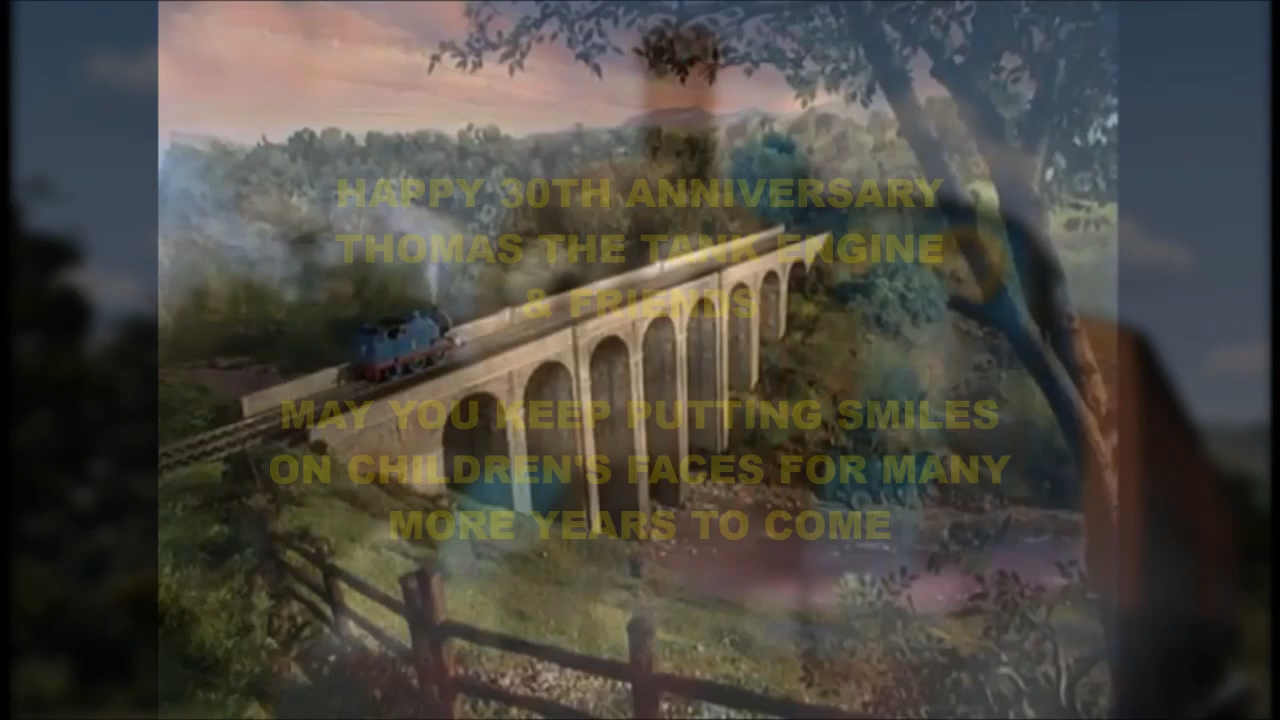 HAPPY 30TH ANNIVERSARY
THOMAS THE TANK ENGINE
& FRIENDS
MAY YOU KEEP PUTTING SMILES
ON CHILDREN'S FACES FOR MANY
MORE YEARS TO COME